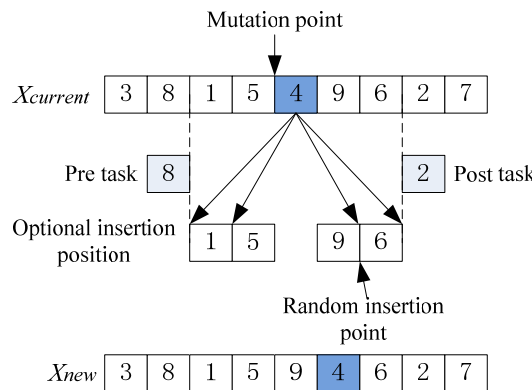 Mutation point
Xcurrent 3 8 1 5 4 9 6 2 7
Pre task 8 2 Post task
Optional insertion
position
1 5 9 6
Random insertion
point
Xnew 3 8 1 5 9 4 6 2 7